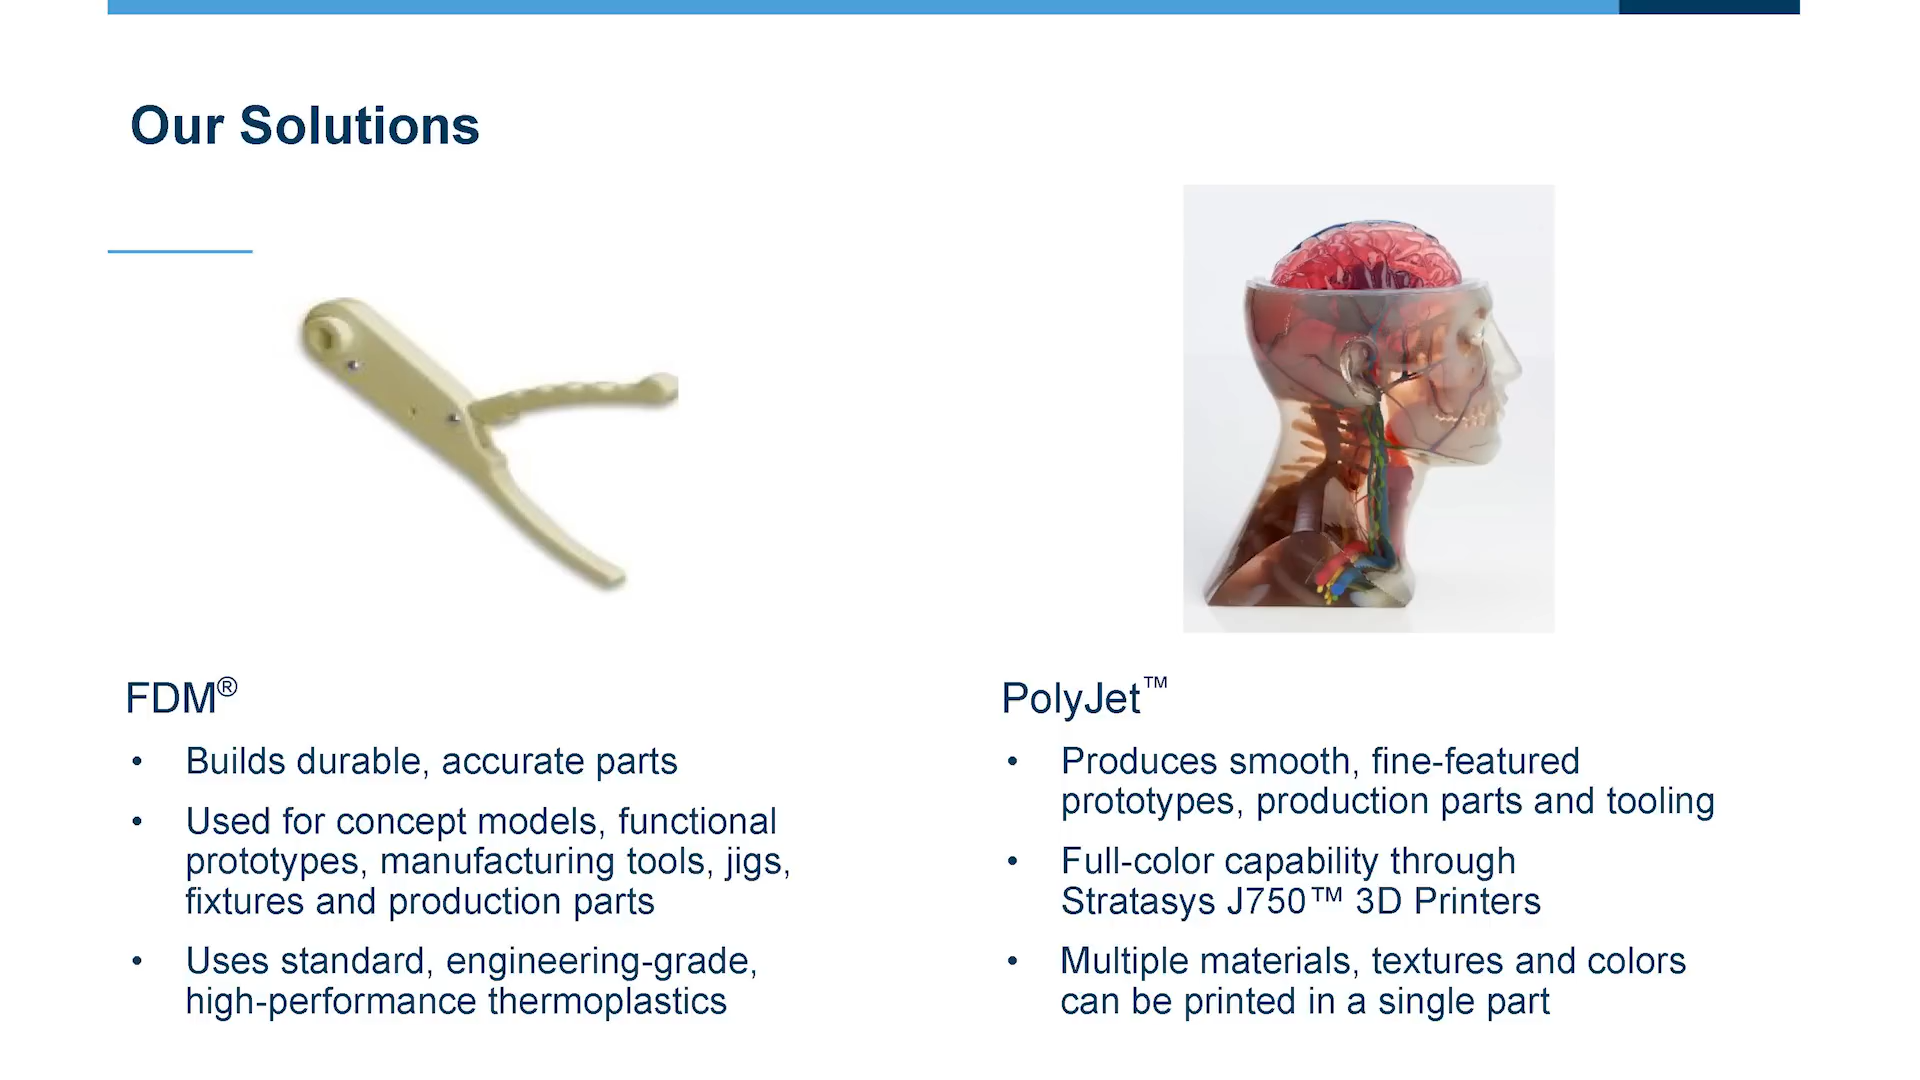 Our Solutions
FDM®
• Builds durable, accurate parts
• Used for concept models, functional
prototypes, manufacturing tools, jigs,
fixtures and production parts
• Uses standard, engineering-grade,
high-performance thermoplastics
PolyJet™
• Produces smooth, fine-featured
prototypes, production parts and tooling
• Full-color capability through
Stratasys J750™ 3D Printers
• Multiple materials, textures and colors
can be printed in a single part